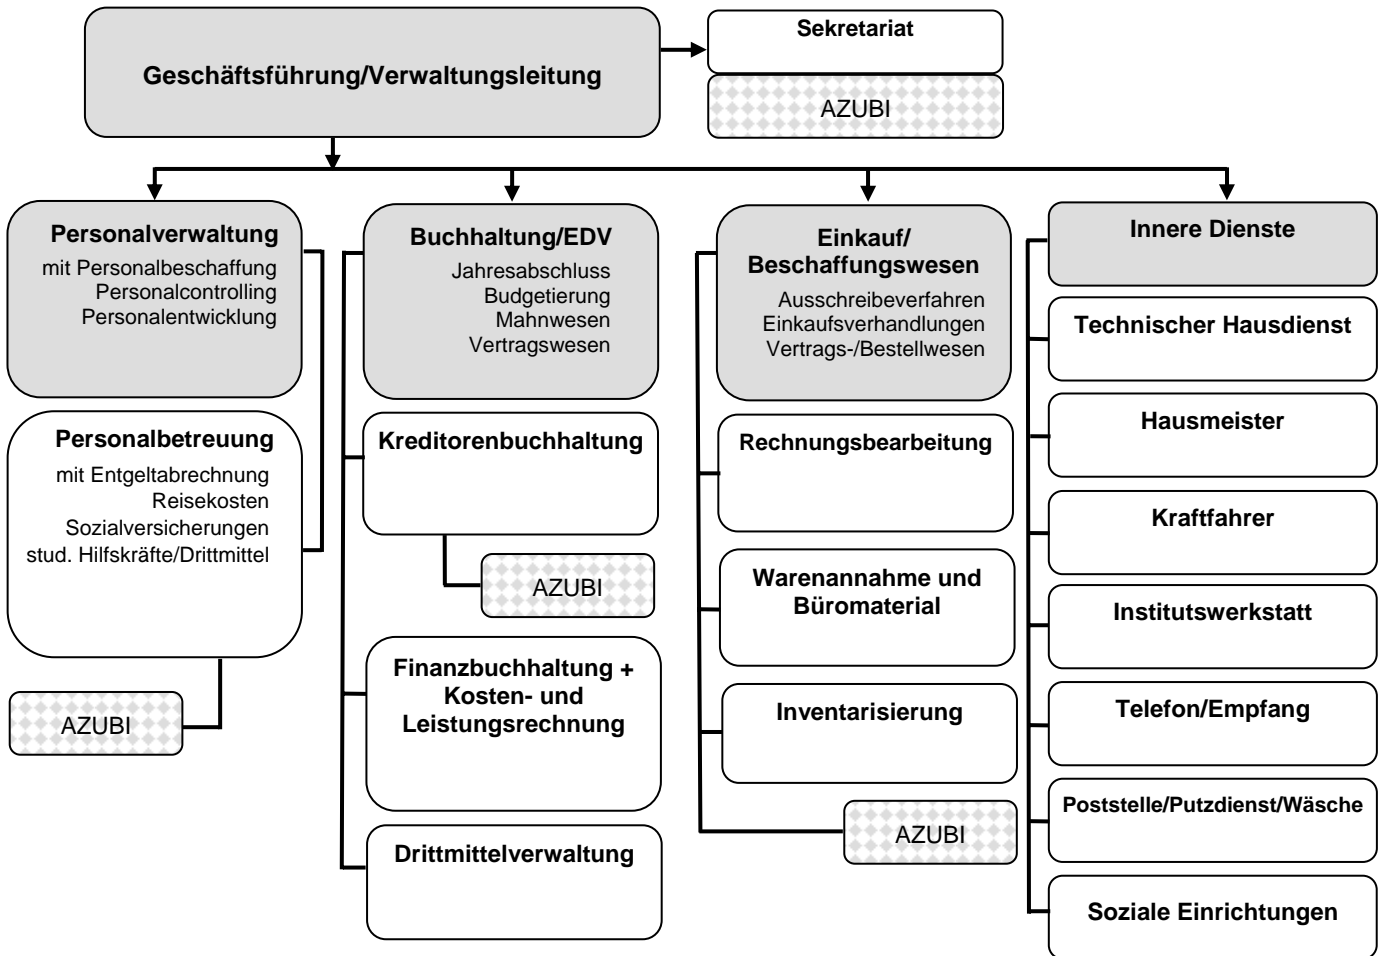 Geschäftsführung/Verwaltungsleitung
Sekretariat
AZUBI
Personalverwaltung
mit Personalbeschaffung
Personalcontrolling
Personalentwicklung
Personalbetreuung
mit Entgeltabrechnung
Reisekosten
Sozialversicherungen
stud. Hilfskräfte/Drittmittel
AZUBI
Buchhaltung/EDV
Jahresabschluss
Budgetierung
Mahnwesen
Vertragswesen
Kreditorenbuchhaltung
AZUBI
Finanzbuchhaltung +
Kosten- und
Leistungsrechnung
Drittmittelverwaltung
Einkauf/
Beschaffungswesen
Ausschreibeverfahren
Einkaufsverhandlungen
Vertrags-/Bestellwesen
Rechnungsbearbeitung
Warenannahme und
Büromaterial
Inventarisierung
AZUBI
Innere Dienste
Technischer Hausdienst
Hausmeister
Kraftfahrer
Institutswerkstatt
Telefon/Empfang
Poststelle/Putzdienst/Wäsche
Soziale Einrichtungen